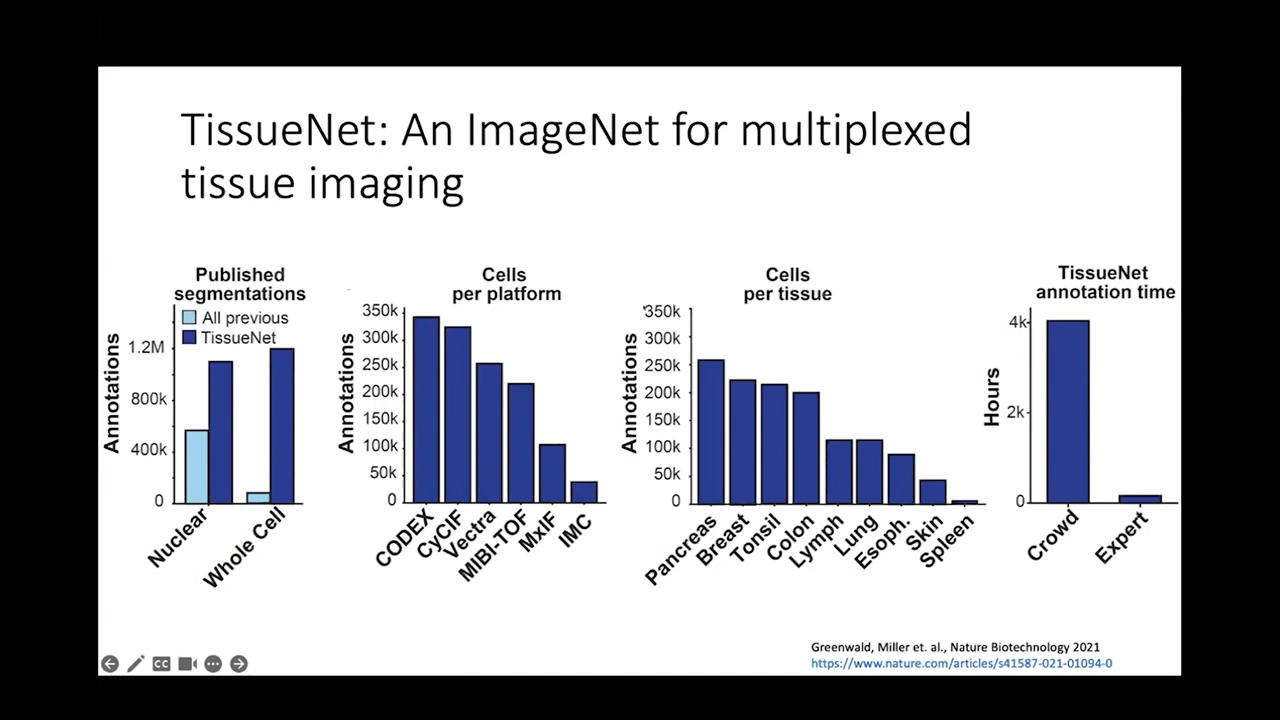 TissueNet: An ImageNet for multiplexed
tissue imaging
Published
segmentations
All previous
TissueNet
Annotations
1.2M
800k
400k
0
Nuclear
Whole Cell
Cells
per platform
Annotations
350k
300k
250k
200k
150k
100k
50k
0
CODEX
CyCIF
Vectra
MIBI-TOF
MxIF
IMC
Cells
per tissue
Annotations
350k
300k
250k
200k
150k
100k
50k
0
Pancreas
Breast
Tonsil
Colon
Lymph
Lung
Esoph.
Skin
Spleen
TissueNet
annotation time
Hours
4k
2k
0
Crowd
Expert
Greenwald, Miller et. al., Nature Biotechnology 2021
https://www.nature.com/articles/s41587-021-01094-0
CC